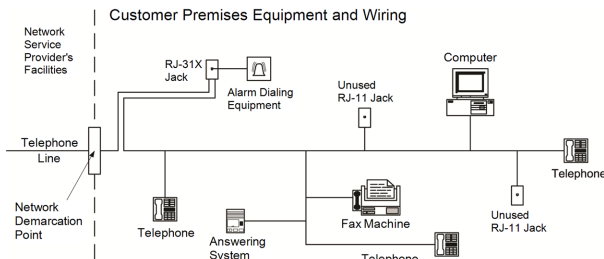 Customer Premises Equipment and Wiring
Network
Service
Provider's
Facilities
RJ-31X
Jack
Alarm Dialing
Equipment
Unused
RJ-11 Jack
Computer
Telephone
Line
Telephone
Network
Demarcation
Point
Telephone
Answering
System
Fax Machine
Unused
RJ-11 Jack
Telephone